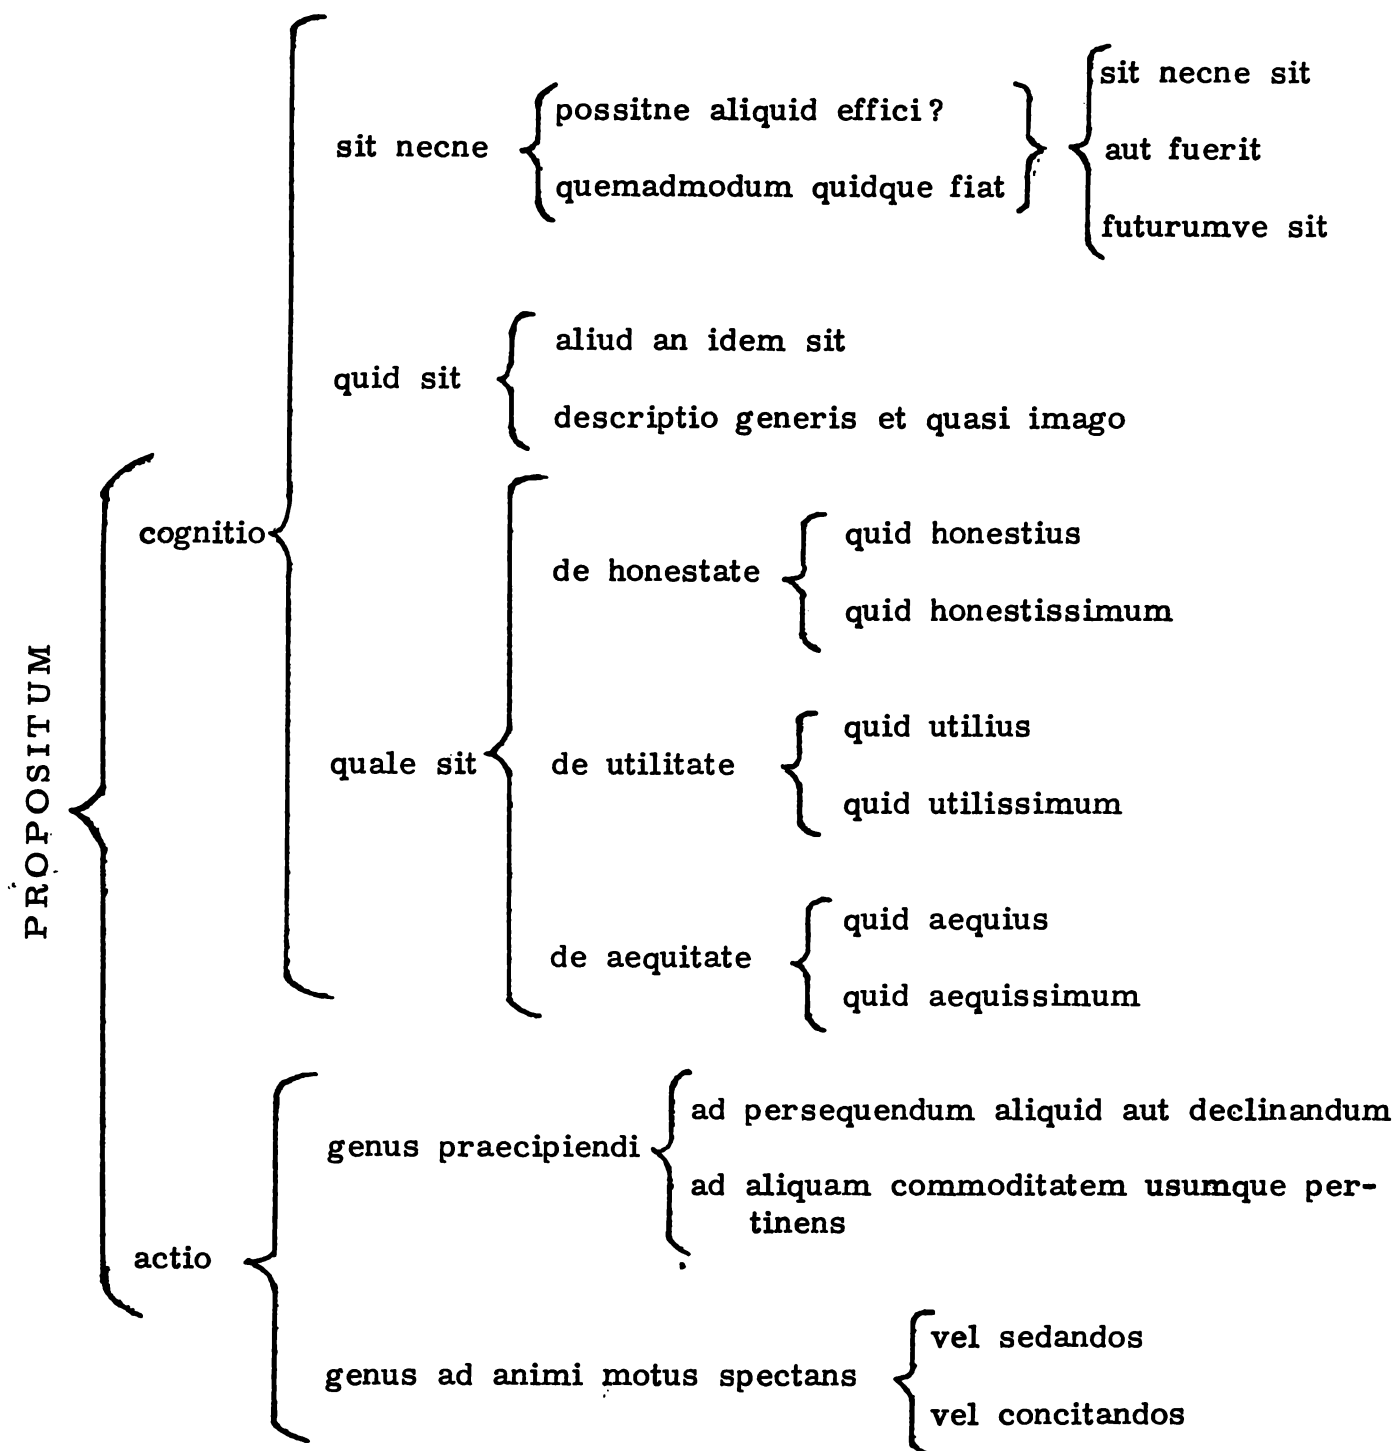 PROPOSITUM
cognitio
sit necne
possitne aliquid effici?
quemadmodum quidque fiat
sit necne sit
aut fuerit
futurumve sit
quid sit
aliud an idem sit
descriptio generis et quasi imago
quale sit
de honestate
quid honestius
quid honestissimum
de utilitate
quid utilius
quid utilissimum
de aequitate
quid aequius
quid aequissimum
actio
genus praecipiendi
ad persequendum aliquid aut declinandum
ad aliquam commoditatem usumque per-
tinens
genus ad animi motus spectans
vel sedandos
vel concitandos